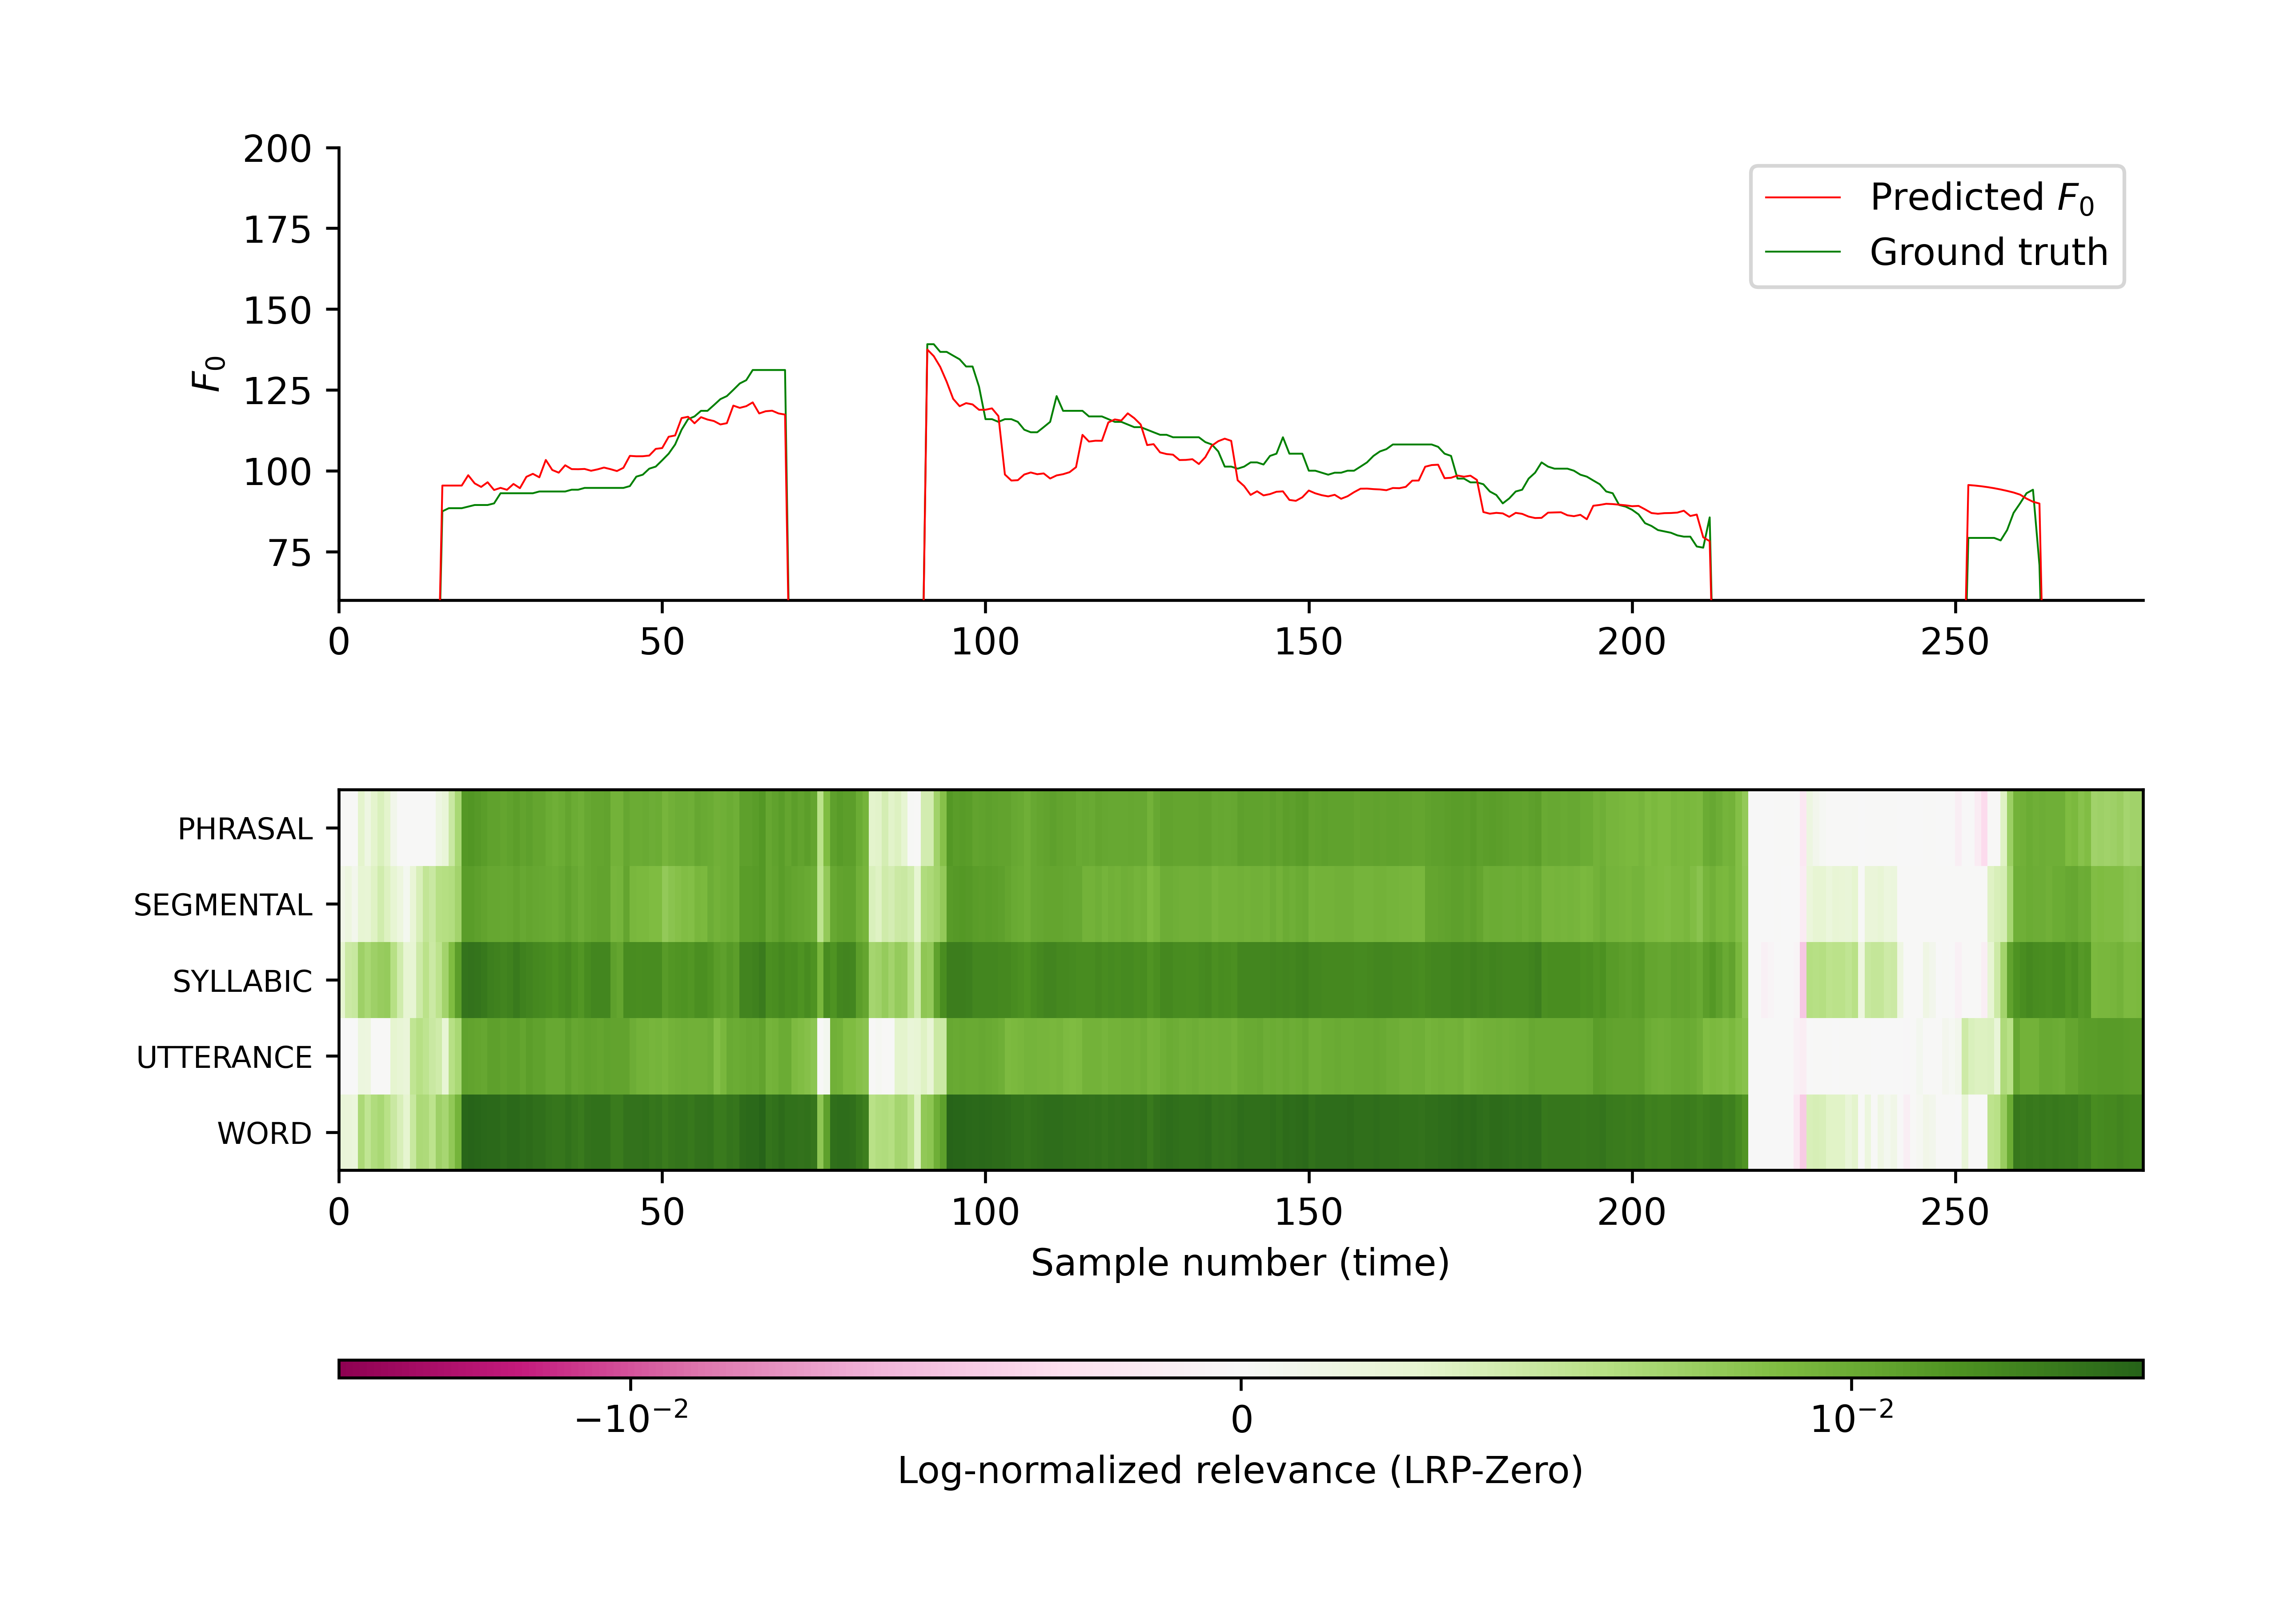 200
175
150
125
100
75
F₀
Predicted F₀
Ground truth
0 50 100 150 200 250
PHRASAL
SEGMENTAL
SYLLABIC
UTTERANCE
WORD
0 50 100 150 200 250
Sample number (time)
−10⁻² 0 10⁻²
Log-normalized relevance (LRP-Zero)